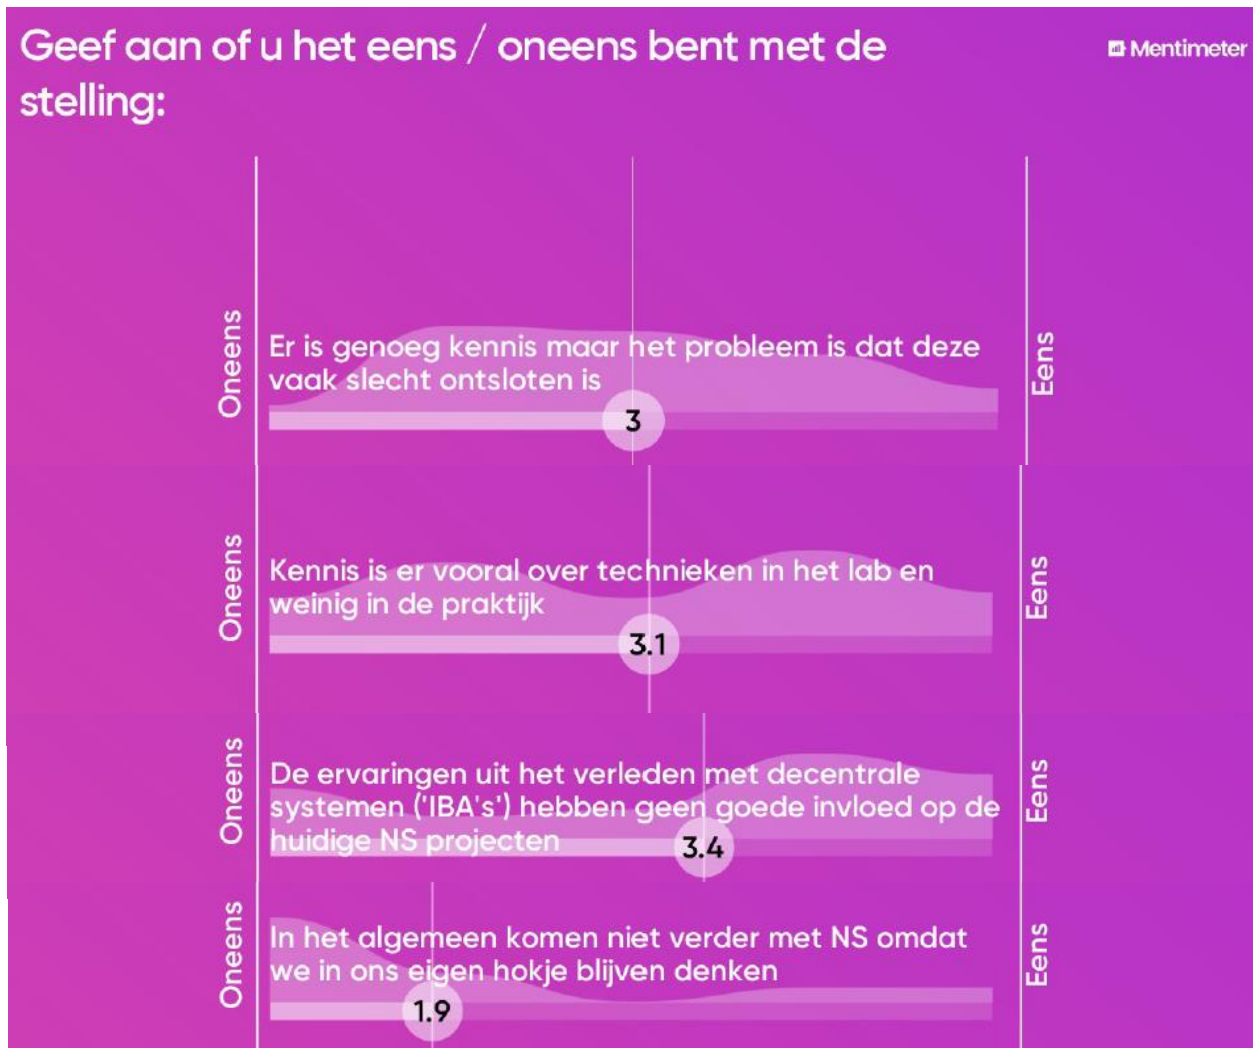 Geef aan of u het eens / oneens bent met de
stelling:
Mentimeter
Oneens
Er is genoeg kennis maar het probleem is dat deze
vaak slecht ontsloten is
3
Eens
Oneens
Kennis is er vooral over technieken in het lab en
weinig in de praktijk
3.1
Eens
Oneens
De ervaringen uit het verleden met decentrale
systemen ('IBA's') hebben geen goede invloed op de
huidige NS projecten
3.4
Eens
Oneens
In het algemeen komen niet verder met NS omdat
we in ons eigen hokje blijven denken
1.9
Eens